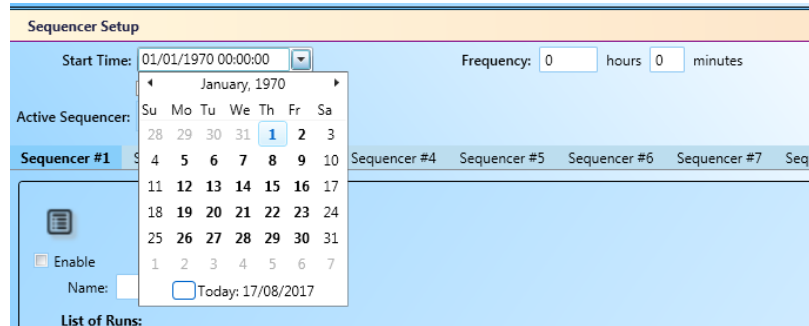 Sequencer Setup
Start Time: 01/01/1970 00:00:00 Frequency: 0 hours 0 minutes
January, 1970
Su Mo Tu We Th Fr Sa
Active Sequencer:
28 29 30 31 1 2 3
Sequencer #1 S Sequencer #4 Sequencer #5 Sequencer #6 Sequencer #7 Seq
4 5 6 7 8 9 10
11 12 13 14 15 16 17
18 19 20 21 22 23 24
25 26 27 28 29 30 31
Enable
1 2 3 4 5 6 7
Name:
Today: 17/08/2017
List of Runs: